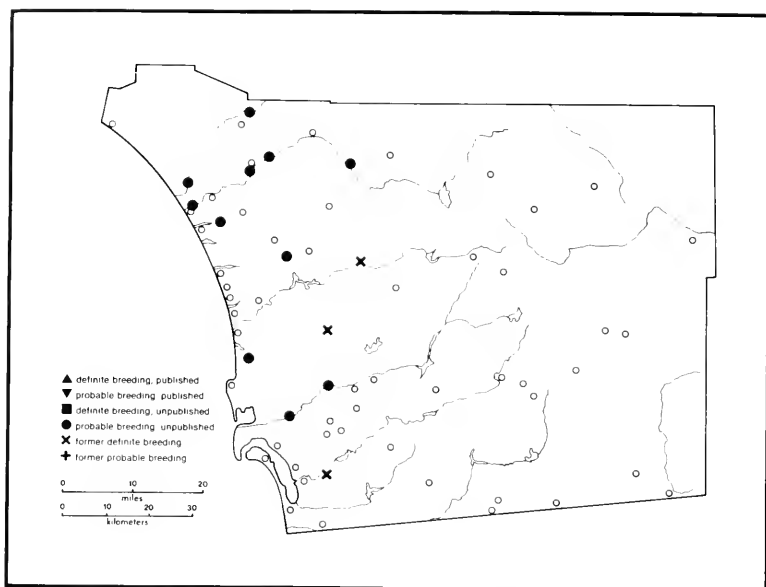 definite breeding, published
probable breeding published
definite breeding, unpublished
probable breeding, unpublished
former definite breeding
former probable breeding
0 10 20
miles
0 10 20 30
kilometers